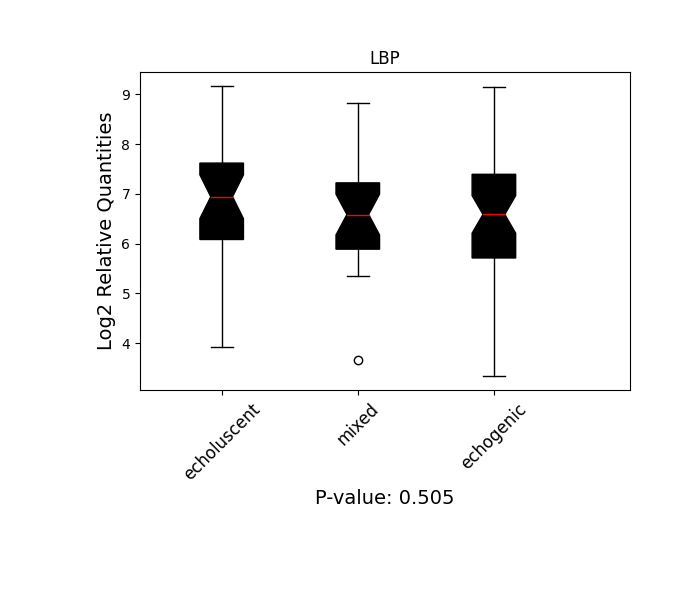 LBP
Log2 Relative Quantities
9
8
7
6
5
4
echoluscent
mixed
echogenic
P-value: 0.505